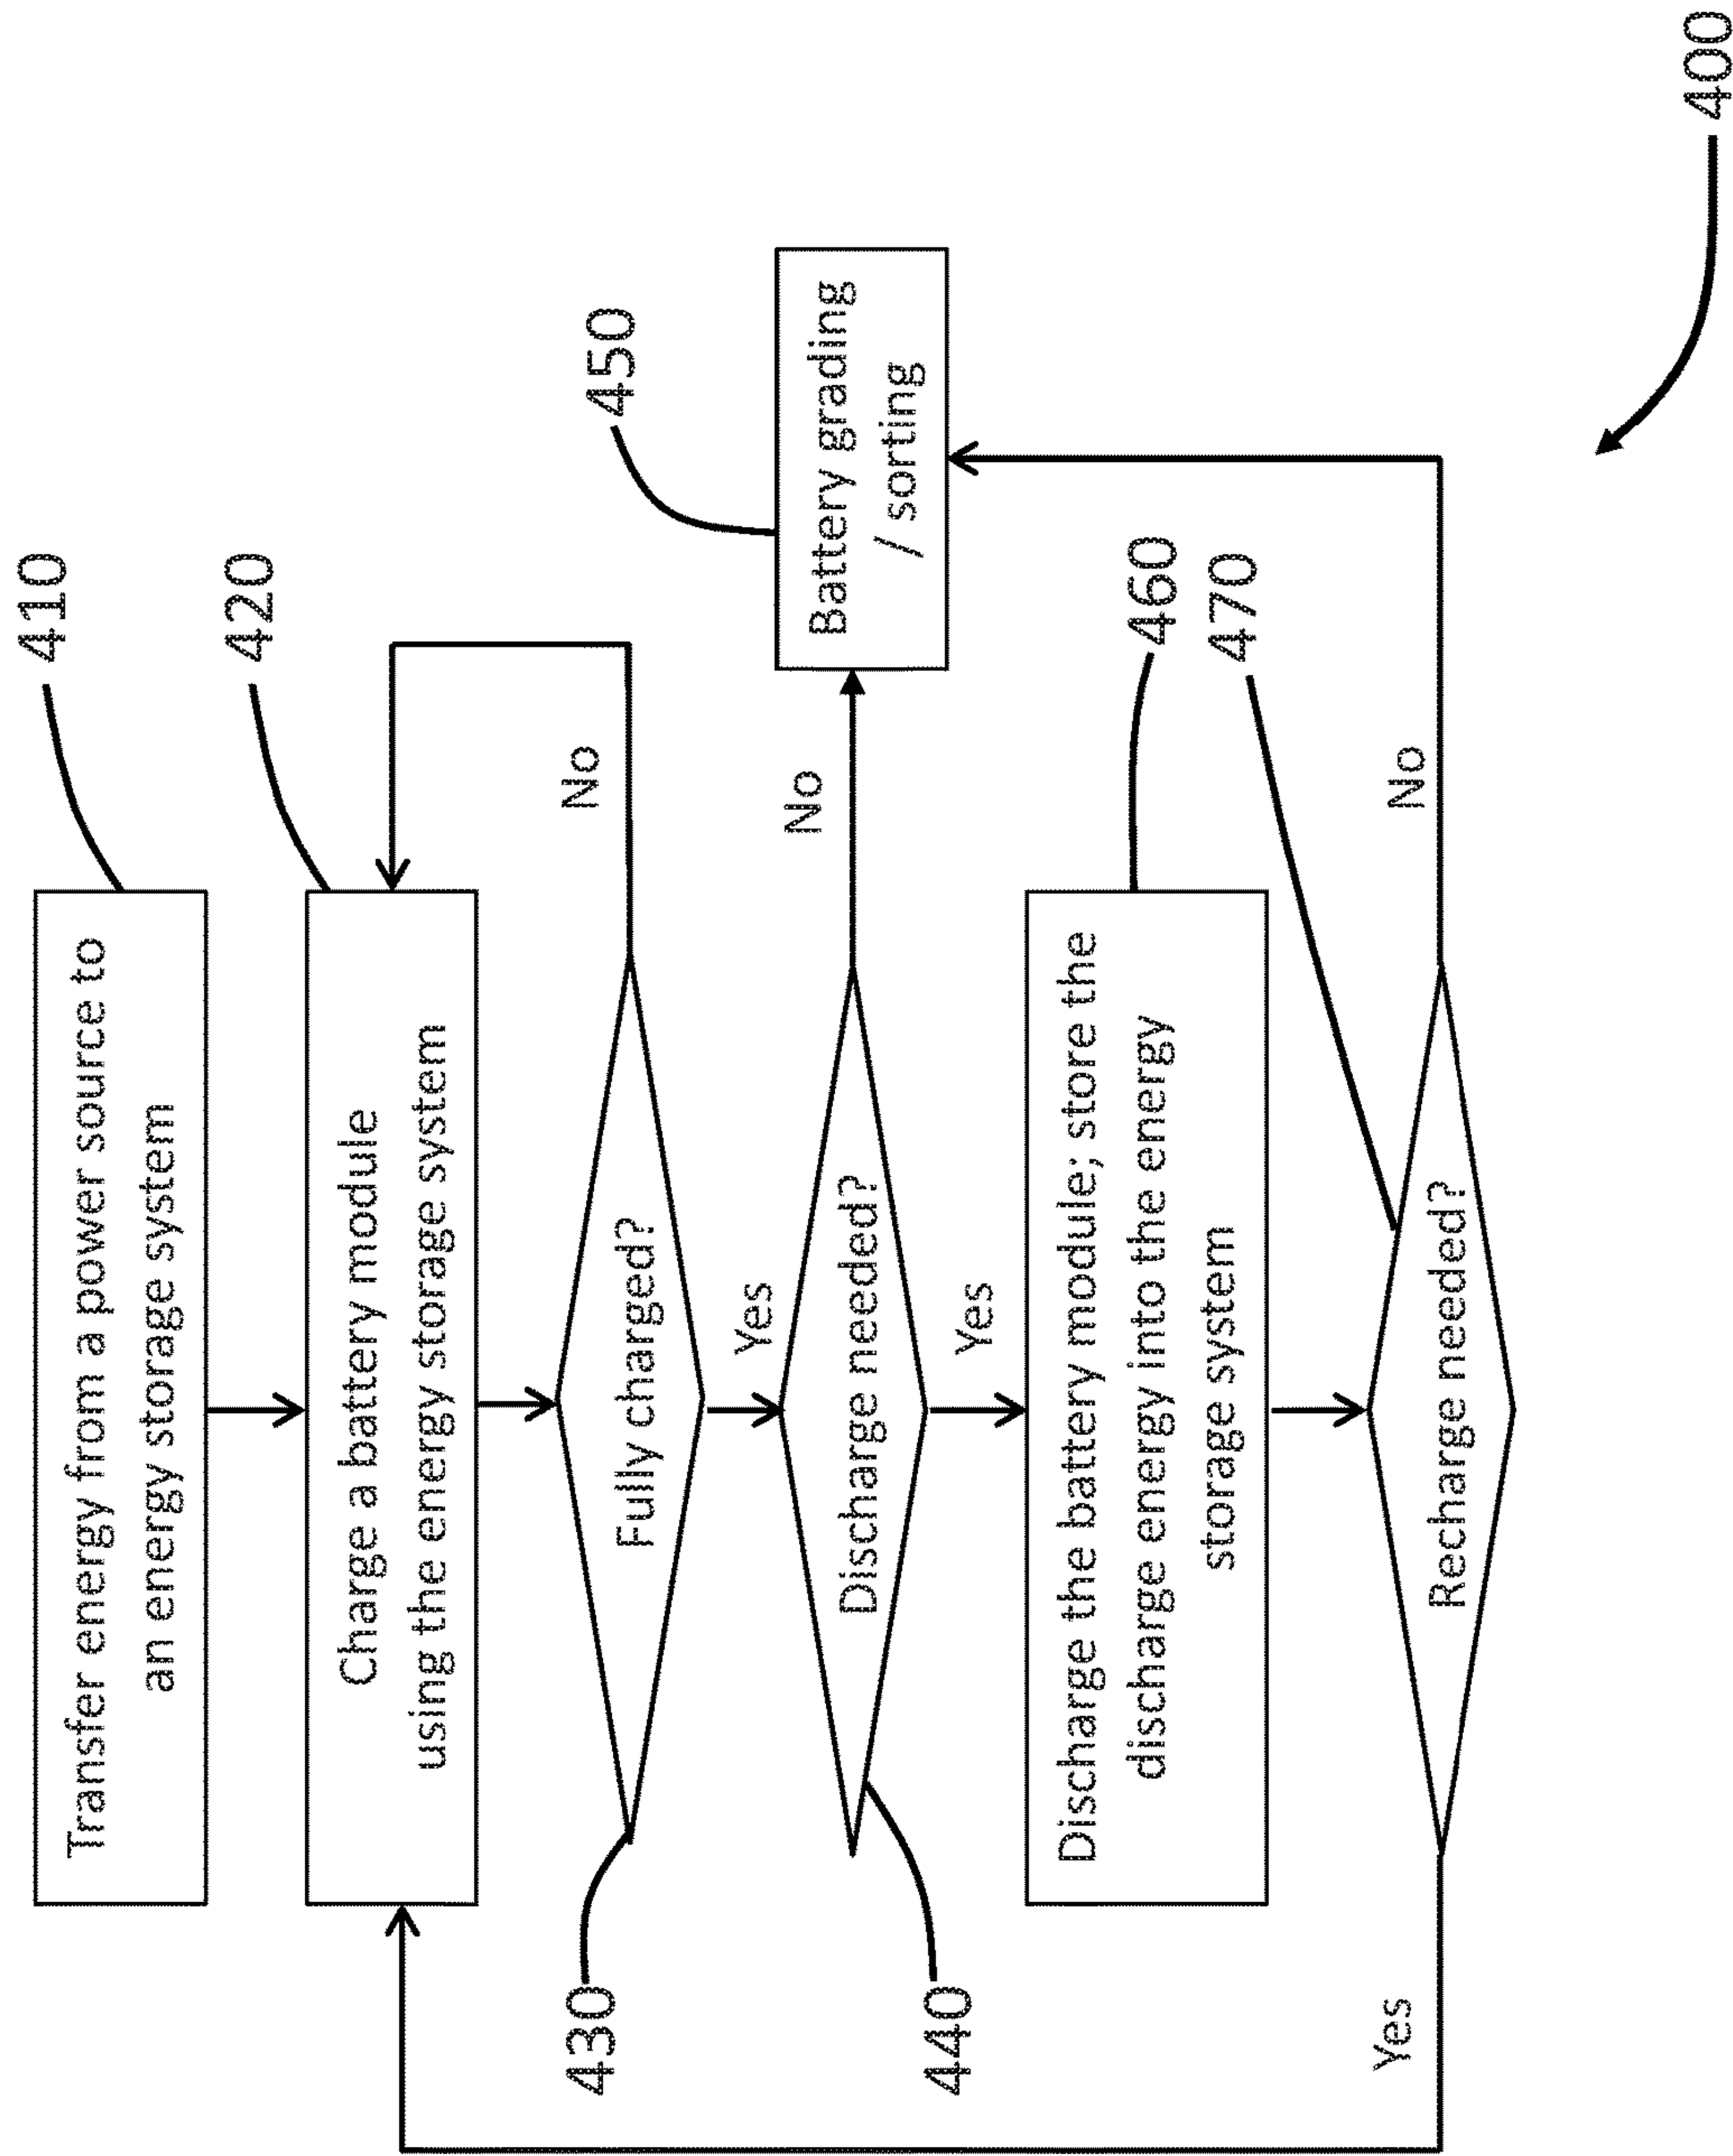 410
Transfer energy from a power source to
an energy storage system
420
Charge a battery module
using the energy storage system
430
Fully charged?
No
Yes
440
Discharge needed?
No
450
Battery grading
/ sorting
Yes
460
Discharge the battery module; store the
discharge energy into the energy
storage system
470
Recharge needed?
Yes
No
400